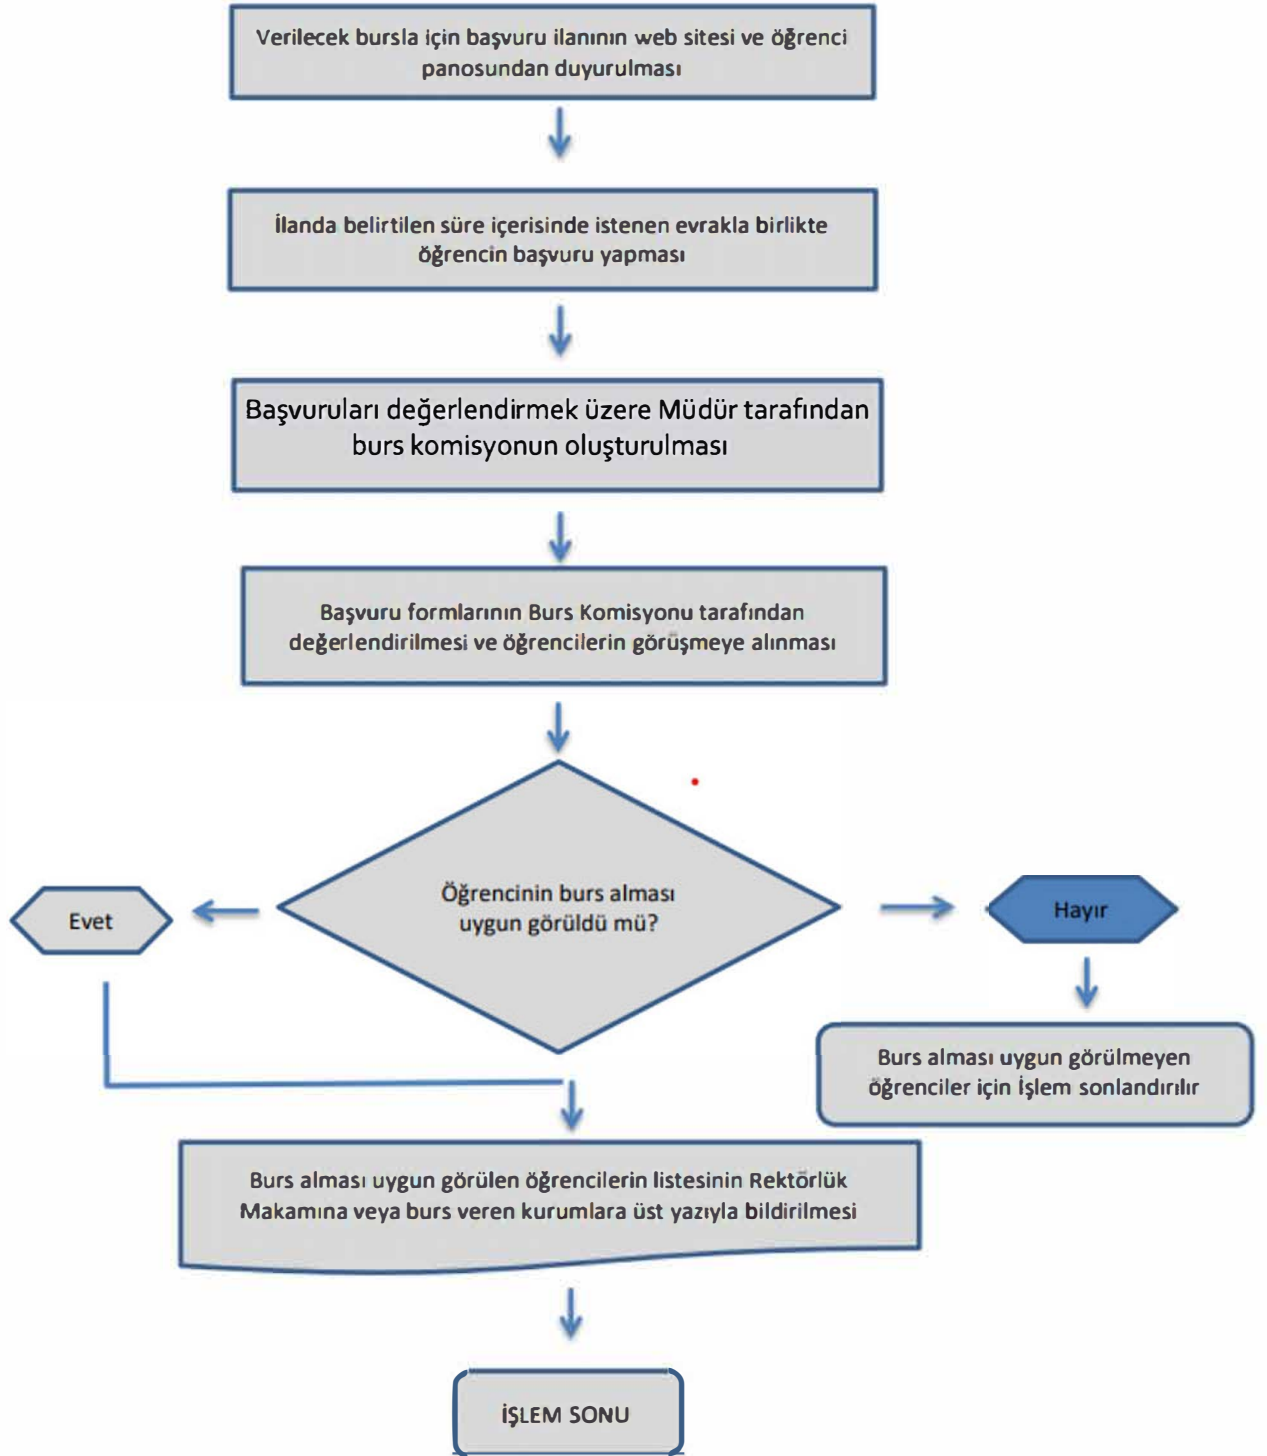 Verilecek bursla için başvuru ilanının web sitesi ve öğrenci
panosundan duyurulması
İlanda belirtilen süre içerisinde istenen evrakla birlikte
öğrencin başvuru yapması
Başvuruları değerlendirmek üzere Müdür tarafından
burs komisyonun oluşturulması
Başvuru formlarının Burs Komisyonu tarafından
değerlendirilmesi ve öğrencilerin görüşmeye alınması
Öğrencinin burs alması
uygun görüldü mü?
Evet
Hayır
Burs alması uygun görülmeyen
öğrenciler için İşlem sonlandırılır
Burs alması uygun görülen öğrencilerin listesinin Rektörlük
Makamına veya burs veren kurumlara üst yazıyla bildirilmesi
İŞLEM SONU